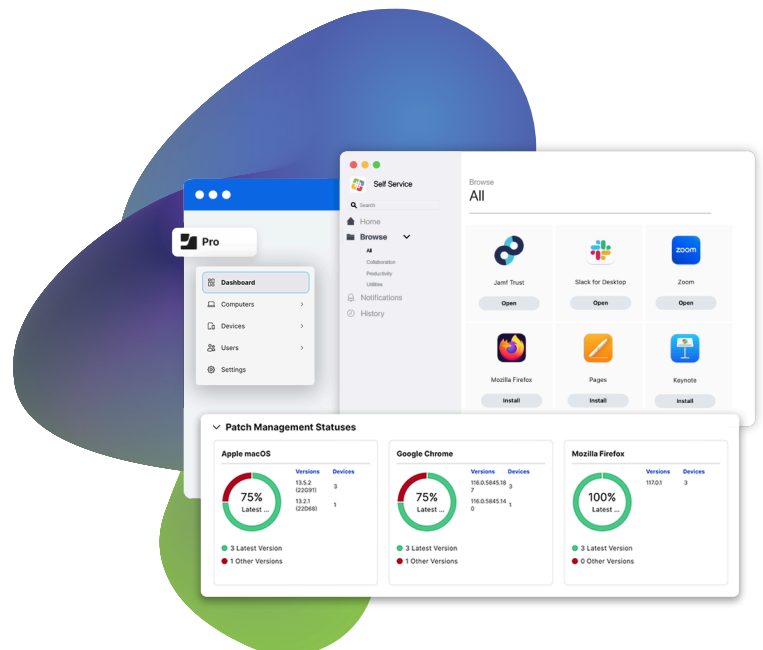 Self Service
Search
Home
Browse
All
Collaboration
Productivity
Utilities
Notifications
History
Browse
All
Jamf Trust
Slack for Desktop
zoom
Zoom
Open
Open
Open
Mozilla Firefox
Pages
Keynote
Install
Install
Install
Pro
Dashboard
Computers
Devices
Users
Settings
Patch Management Statuses
Apple macOS
75%
Latest ...
Versions Devices
13.5.2
(22G91)
3
13.2.1
(22D68)
1
3 Latest Version
1 Other Versions
Google Chrome
75%
Latest ...
Versions Devices
116.0.5845.18
7
3
116.0.5845.14
0
1
3 Latest Version
1 Other Versions
Mozilla Firefox
100%
Latest ...
Versions Devices
117.0.1 3
3 Latest Version
0 Other Versions